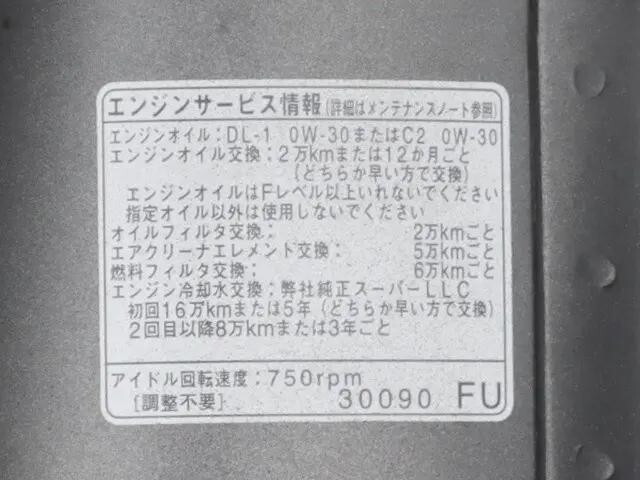 エンジンサービス情報(詳細はメンテナンスノート参照)
エンジンオイル:DL-1 0W-30またはC2 0W-30
エンジンオイル交換:2万kmまたは12か月ごと
(どちらか早い方で交換)
エンジンオイルはFレベル以上いれないでください
指定オイル以外は使用しないでください
オイルフィルタ交換: 2万kmごと
エアクリーナエレメント交換: 5万kmごと
燃料フィルタ交換: 6万kmごと
エンジン冷却水交換:弊社純正スーパーLLC
初回16万kmまたは5年(どちらか早い方で交換)
2回目以降8万kmまたは3年ごと
アイドル回転速度:750rpm
[調整不要] 30090 FU